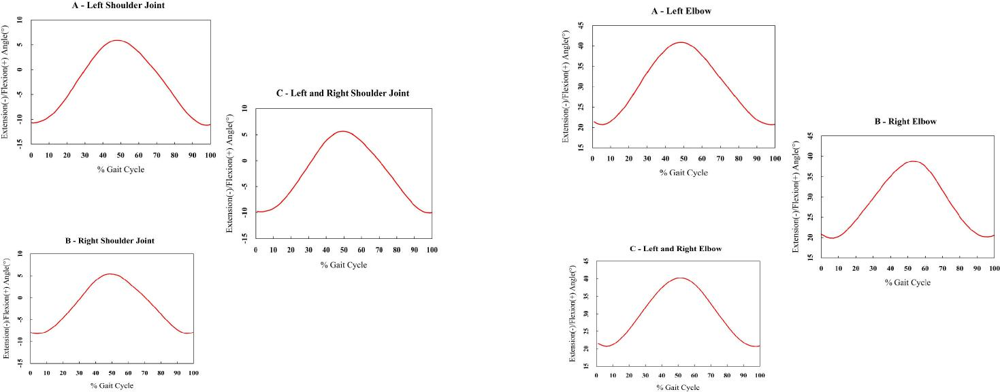 A - Left Shoulder Joint
Extension(-)/Flexion(+) Angle(°)
10
5
0
-5
-10
-15
0 10 20 30 40 50 60 70 80 90 100
% Gait Cycle
C - Left and Right Shoulder Joint
Extension(-)/Flexion(+) Angle(°)
10
5
0
-5
-10
-15
0 10 20 30 40 50 60 70 80 90 100
% Gait Cycle
B - Right Shoulder Joint
Extension(-)/Flexion(+) Angle(°)
10
5
0
-5
-10
-15
0 10 20 30 40 50 60 70 80 90 100
% Gait Cycle
A - Left Elbow
Extension(-)/Flexion(+) Angle(°)
45
40
35
30
25
20
15
0 10 20 30 40 50 60 70 80 90 100
% Gait Cycle
B - Right Elbow
Extension(-)/Flexion(+) Angle(°)
45
40
35
30
25
20
15
0 10 20 30 40 50 60 70 80 90 100
% Gait Cycle
C - Left and Right Elbow
Extension(-)/Flexion(+) Angle(°)
45
40
35
30
25
20
15
0 10 20 30 40 50 60 70 80 90 100
% Gait Cycle